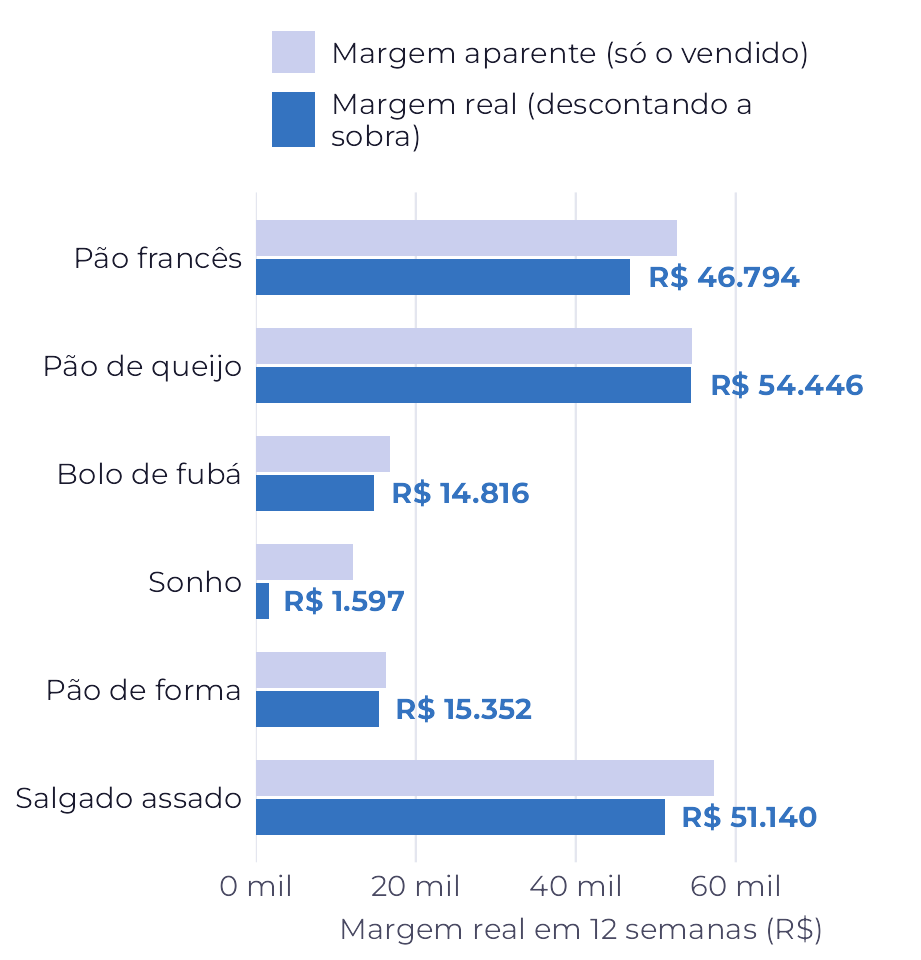 Margem aparente (só o vendido)
Margem real (descontando a
sobra)
Pão francês
R$ 46.794
Pão de queijo
R$ 54.446
Bolo de fubá
R$ 14.816
Sonho
R$ 1.597
Pão de forma
R$ 15.352
Salgado assado
R$ 51.140
0 mil 20 mil 40 mil 60 mil
Margem real em 12 semanas (R$)